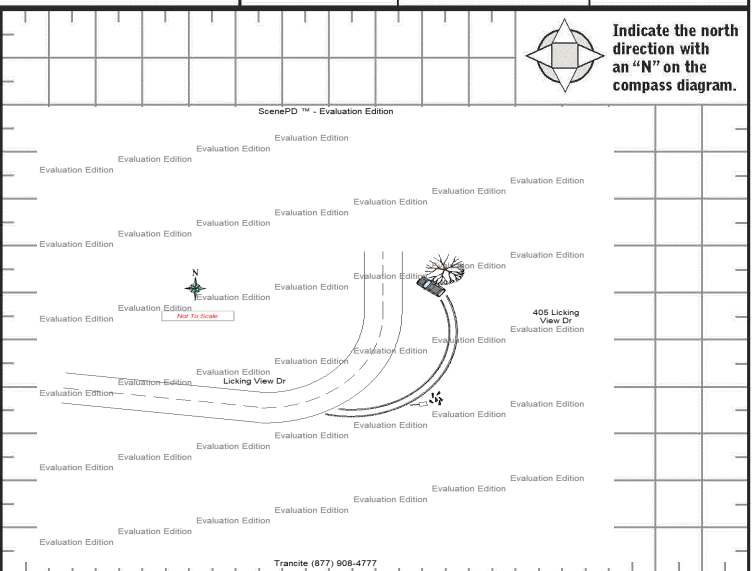 Indicate the north
direction with
an “N” on the
compass diagram.
ScenePD ™ - Evaluation Edition
Evaluation Edition
Evaluation Edition
Evaluation Edition
Evaluation Edition
Evaluation Edition
Evaluation Edition
Evaluation Edition
Evaluation Edition
Evaluation Edition
Evaluation Edition
Evaluation Edition
Evaluation Edition
Evaluation Edition
N
Evaluation Edition
Evaluation Edition
Evaluation Edition
Not To Scale
405 Licking
View Dr
Evaluation Edition
Evaluation Edition
Evaluation Edition
Evaluation Edition
Evaluation Edition
Licking View Dr
Evaluation Edition
Evaluation Edition
Evaluation Edition
Evaluation Edition
Evaluation Edition
Evaluation Edition
Evaluation Edition
Evaluation Edition
Evaluation Edition
Evaluation Edition
Evaluation Edition
Evaluation Edition
Evaluation Edition
Evaluation Edition
Trancite (877) 908-4777